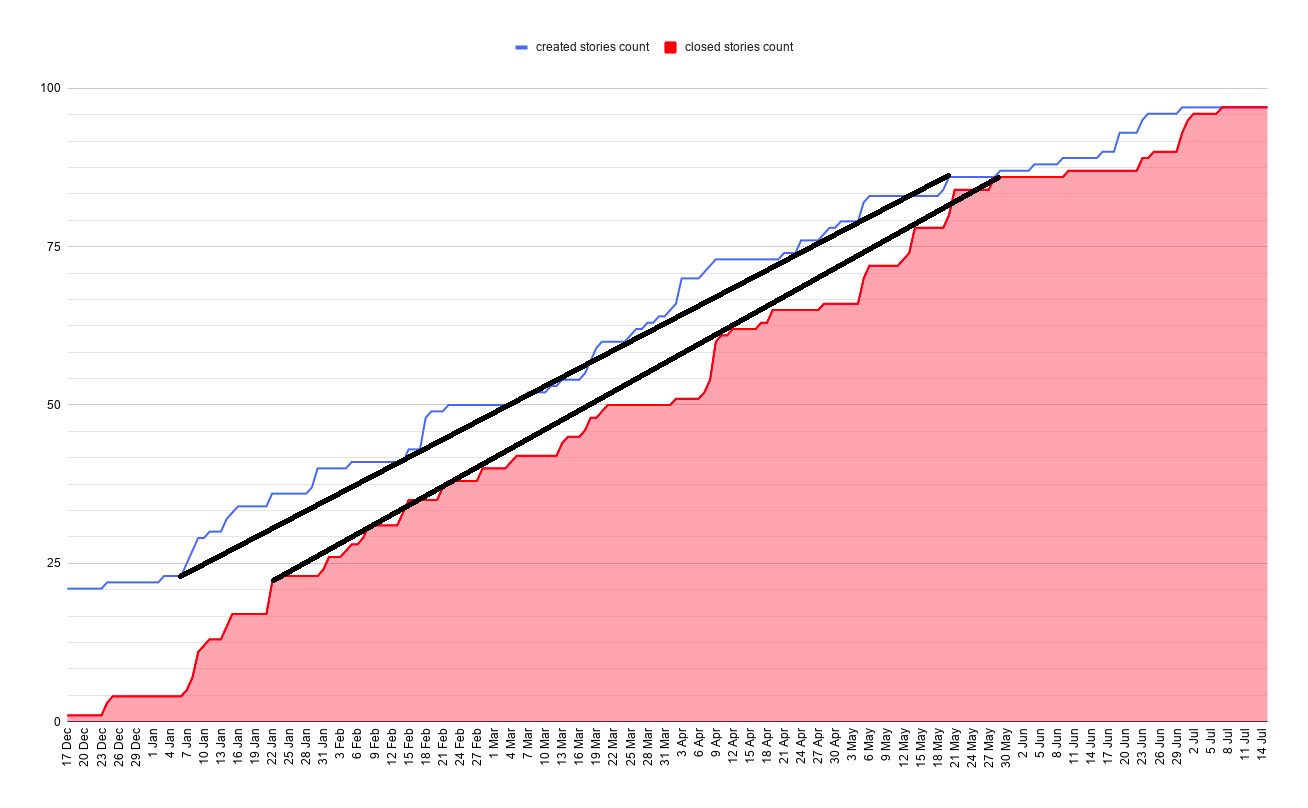 created stories count closed stories count
100
75
50
25
0
17 Dec 20 Dec 23 Dec 26 Dec 29 Dec 1 Jan 4 Jan 7 Jan 10 Jan 13 Jan 16 Jan 19 Jan 22 Jan 25 Jan 28 Jan 31 Jan 3 Feb 6 Feb 9 Feb 12 Feb 15 Feb 18 Feb 21 Feb 24 Feb 27 Feb 1 Mar 4 Mar 7 Mar 10 Mar 13 Mar 16 Mar 19 Mar 22 Mar 25 Mar 28 Mar 31 Mar 3 Apr 6 Apr 9 Apr 12 Apr 15 Apr 18 Apr 21 Apr 24 Apr 27 Apr 30 Apr 3 May 6 May 9 May 12 May 15 May 18 May 21 May 24 May 27 May 30 May 2 Jun 5 Jun 8 Jun 11 Jun 14 Jun 17 Jun 20 Jun 23 Jun 26 Jun 29 Jun 2 Jul 5 Jul 8 Jul 11 Jul 14 Jul